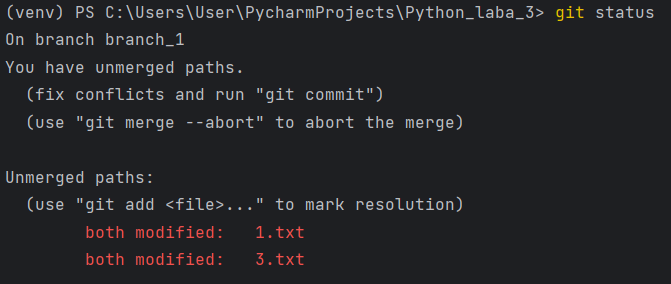 (venv) PS C:\Users\User\PycharmProjects\Python_laba_3> git status
On branch branch_1
You have unmerged paths.
  (fix conflicts and run "git commit")
  (use "git merge --abort" to abort the merge)

Unmerged paths:
  (use "git add <file>..." to mark resolution)
        both modified:   1.txt
        both modified:   3.txt